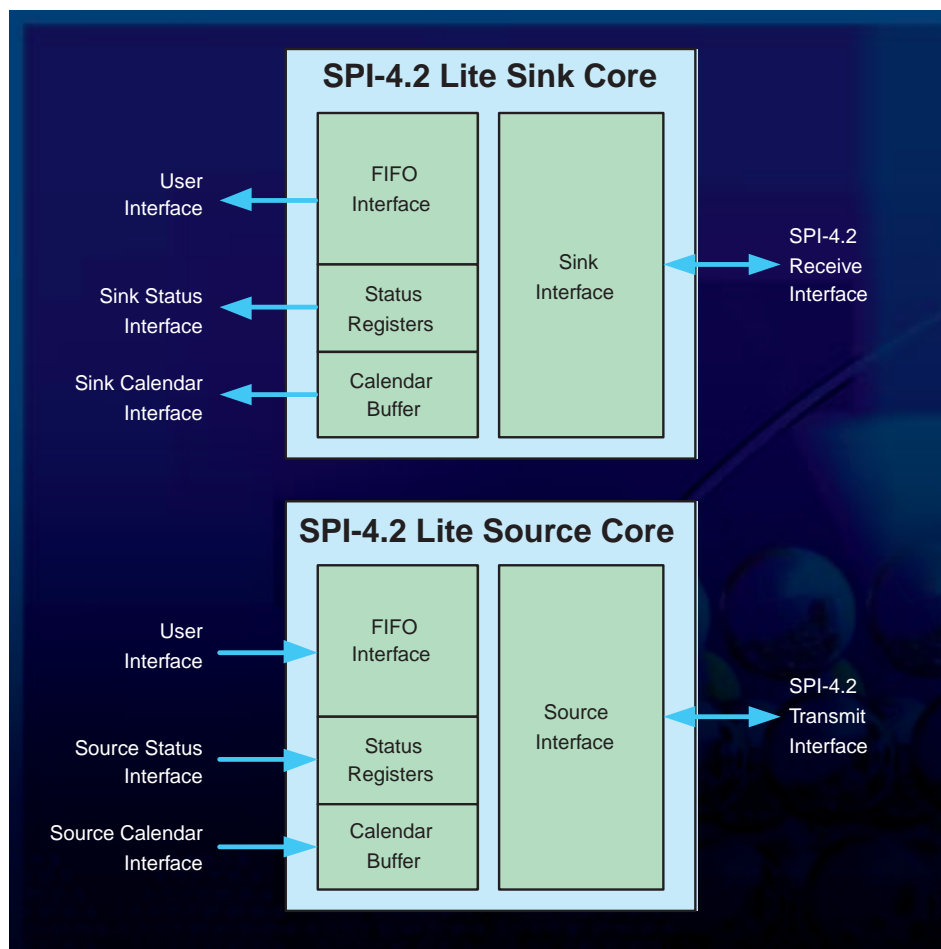 SPI-4.2 Lite Sink Core
User
Interface
FIFO
Interface
Sink Status
Interface
Status
Registers
Sink Calendar
Interface
Calendar
Buffer
Sink
Interface
SPI-4.2
Receive
Interface
SPI-4.2 Lite Source Core
User
Interface
FIFO
Interface
Source Status
Interface
Status
Registers
Source Calendar
Interface
Calendar
Buffer
Source
Interface
SPI-4.2
Transmit
Interface